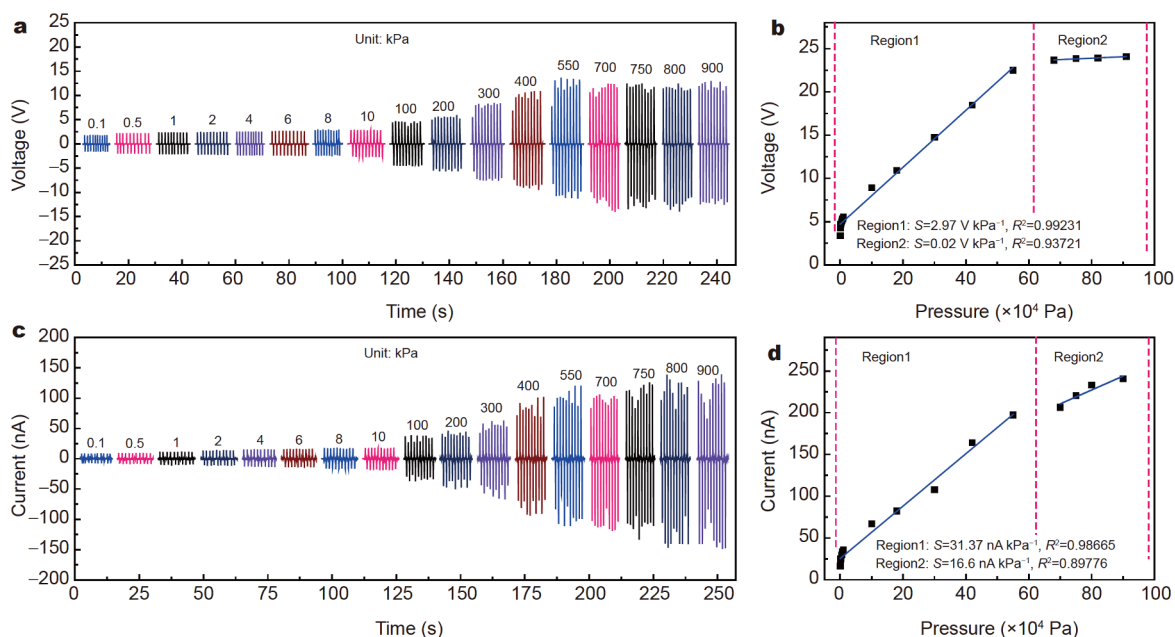 a
Unit: kPa
0.1 0.5 1 2 4 6 8 10 100 200 300 400 550 700 750 800 900
25
20
15
10
5
0
−5
−10
−15
−20
−25
Voltage (V)
0 20 40 60 80 100 120 140 160 180 200 220 240
Time (s)
b
Region1 Region2
25
20
15
10
5
0
Voltage (V)
Region1: S=2.97 V kPa⁻¹, R²=0.99231
Region2: S=0.02 V kPa⁻¹, R²=0.93721
0 20 40 60 80 100
Pressure (×10⁴ Pa)
c
Unit: kPa
0.1 0.5 1 2 4 6 8 10 100 200 300 400 550 700 750 800 900
200
150
100
50
0
−50
−100
−150
−200
Current (nA)
0 25 50 75 100 125 150 175 200 225 250
Time (s)
d
Region1 Region2
250
200
150
100
50
0
Current (nA)
Region1: S=31.37 nA kPa⁻¹, R²=0.98665
Region2: S=16.6 nA kPa⁻¹, R²=0.89776
0 20 40 60 80 100
Pressure (×10⁴ Pa)